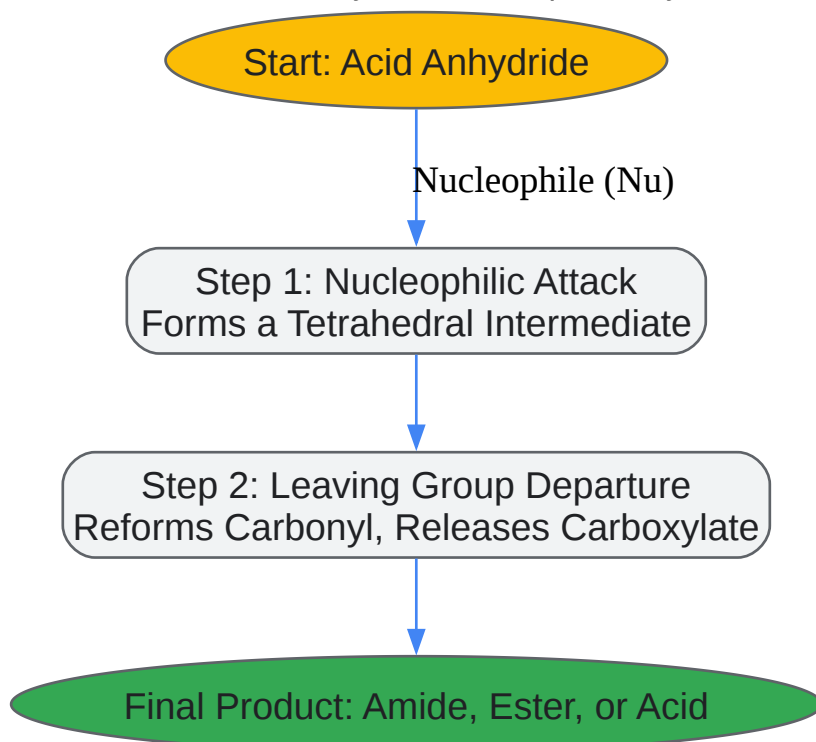 Start: Acid Anhydride
Nucleophile (Nu)
Step 1: Nucleophilic Attack
Forms a Tetrahedral Intermediate
Step 2: Leaving Group Departure
Reforms Carbonyl, Releases Carboxylate
Final Product: Amide, Ester, or Acid